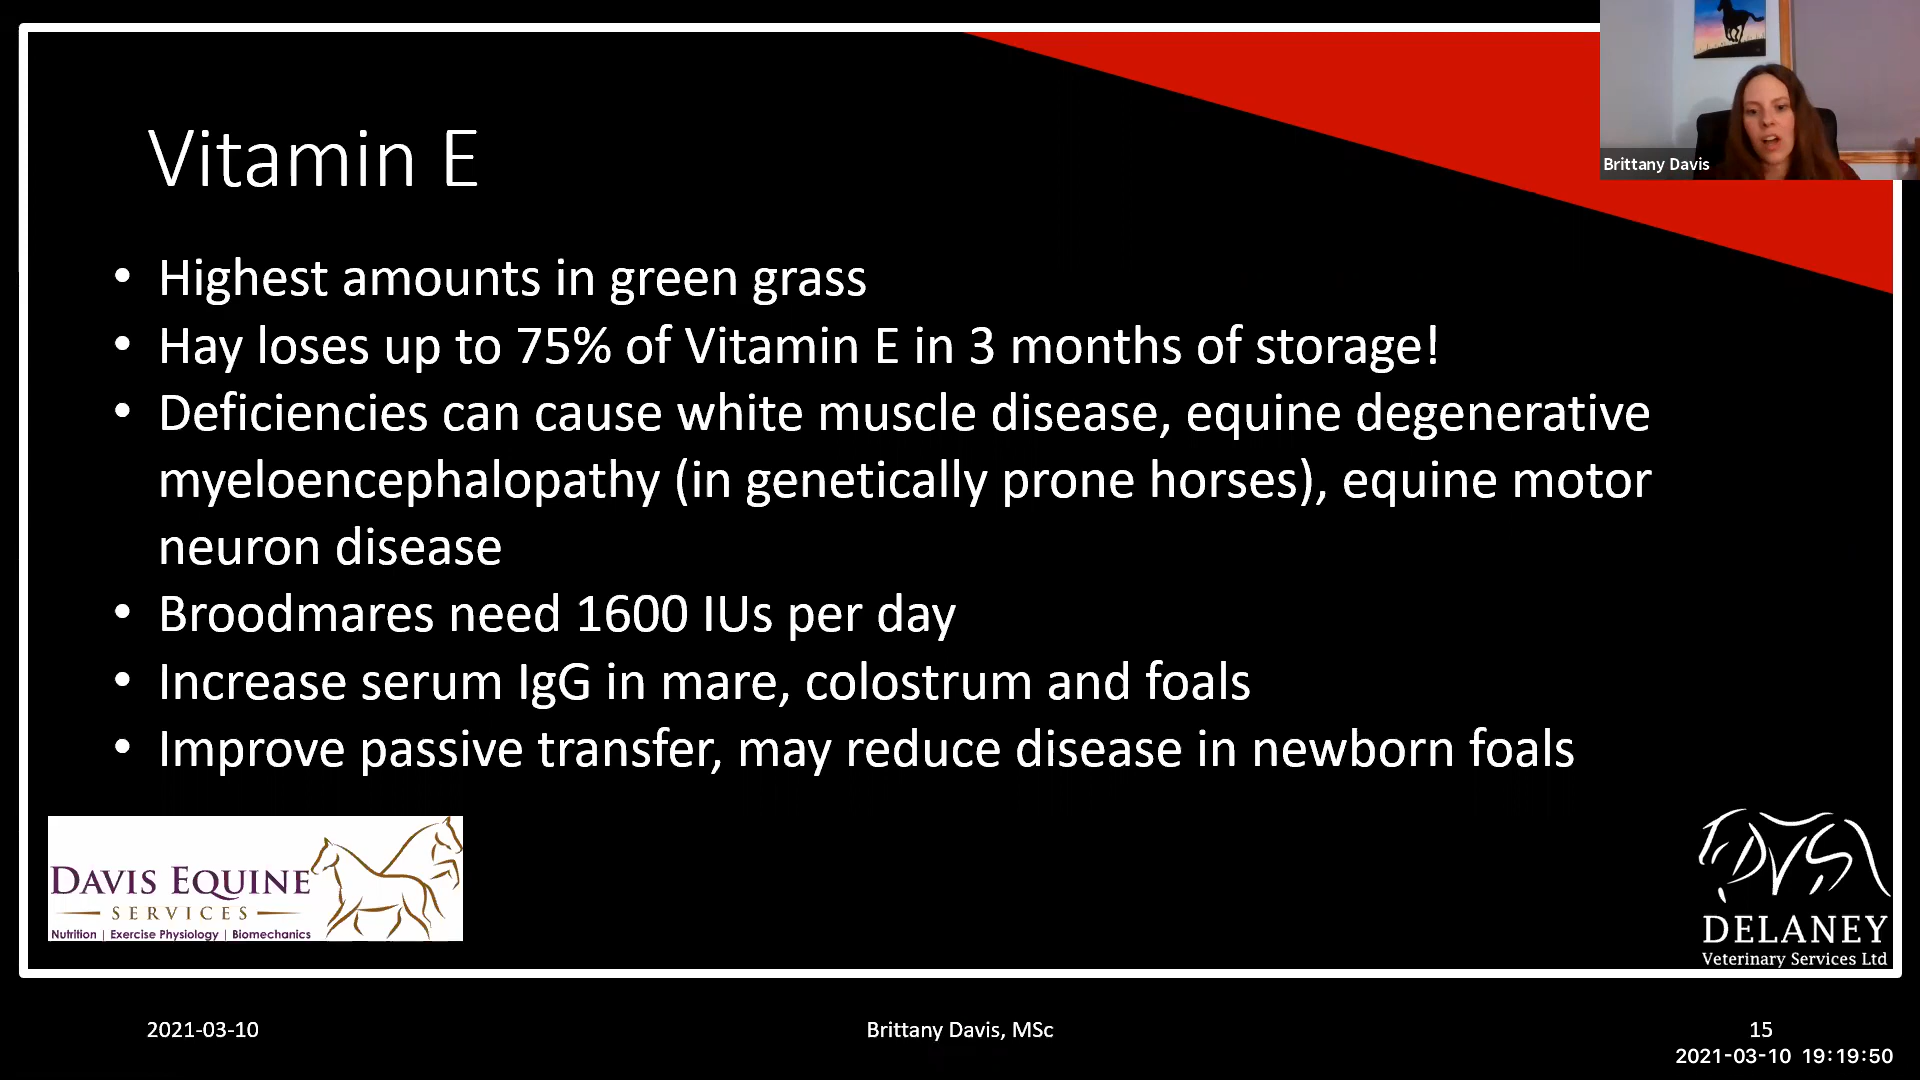 Brittany Davis
Vitamin E
• Highest amounts in green grass
• Hay loses up to 75% of Vitamin E in 3 months of storage!
• Deficiencies can cause white muscle disease, equine degenerative
myeloencephalopathy (in genetically prone horses), equine motor
neuron disease
• Broodmares need 1600 IUs per day
• Increase serum IgG in mare, colostrum and foals
• Improve passive transfer, may reduce disease in newborn foals
DAVIS EQUINE
SERVICES
Nutrition | Exercise Physiology | Biomechanics
DVS
DELANEY
Veterinary Services Ltd
2021-03-10
Brittany Davis, MSc
15
2021-03-10 19:19:50